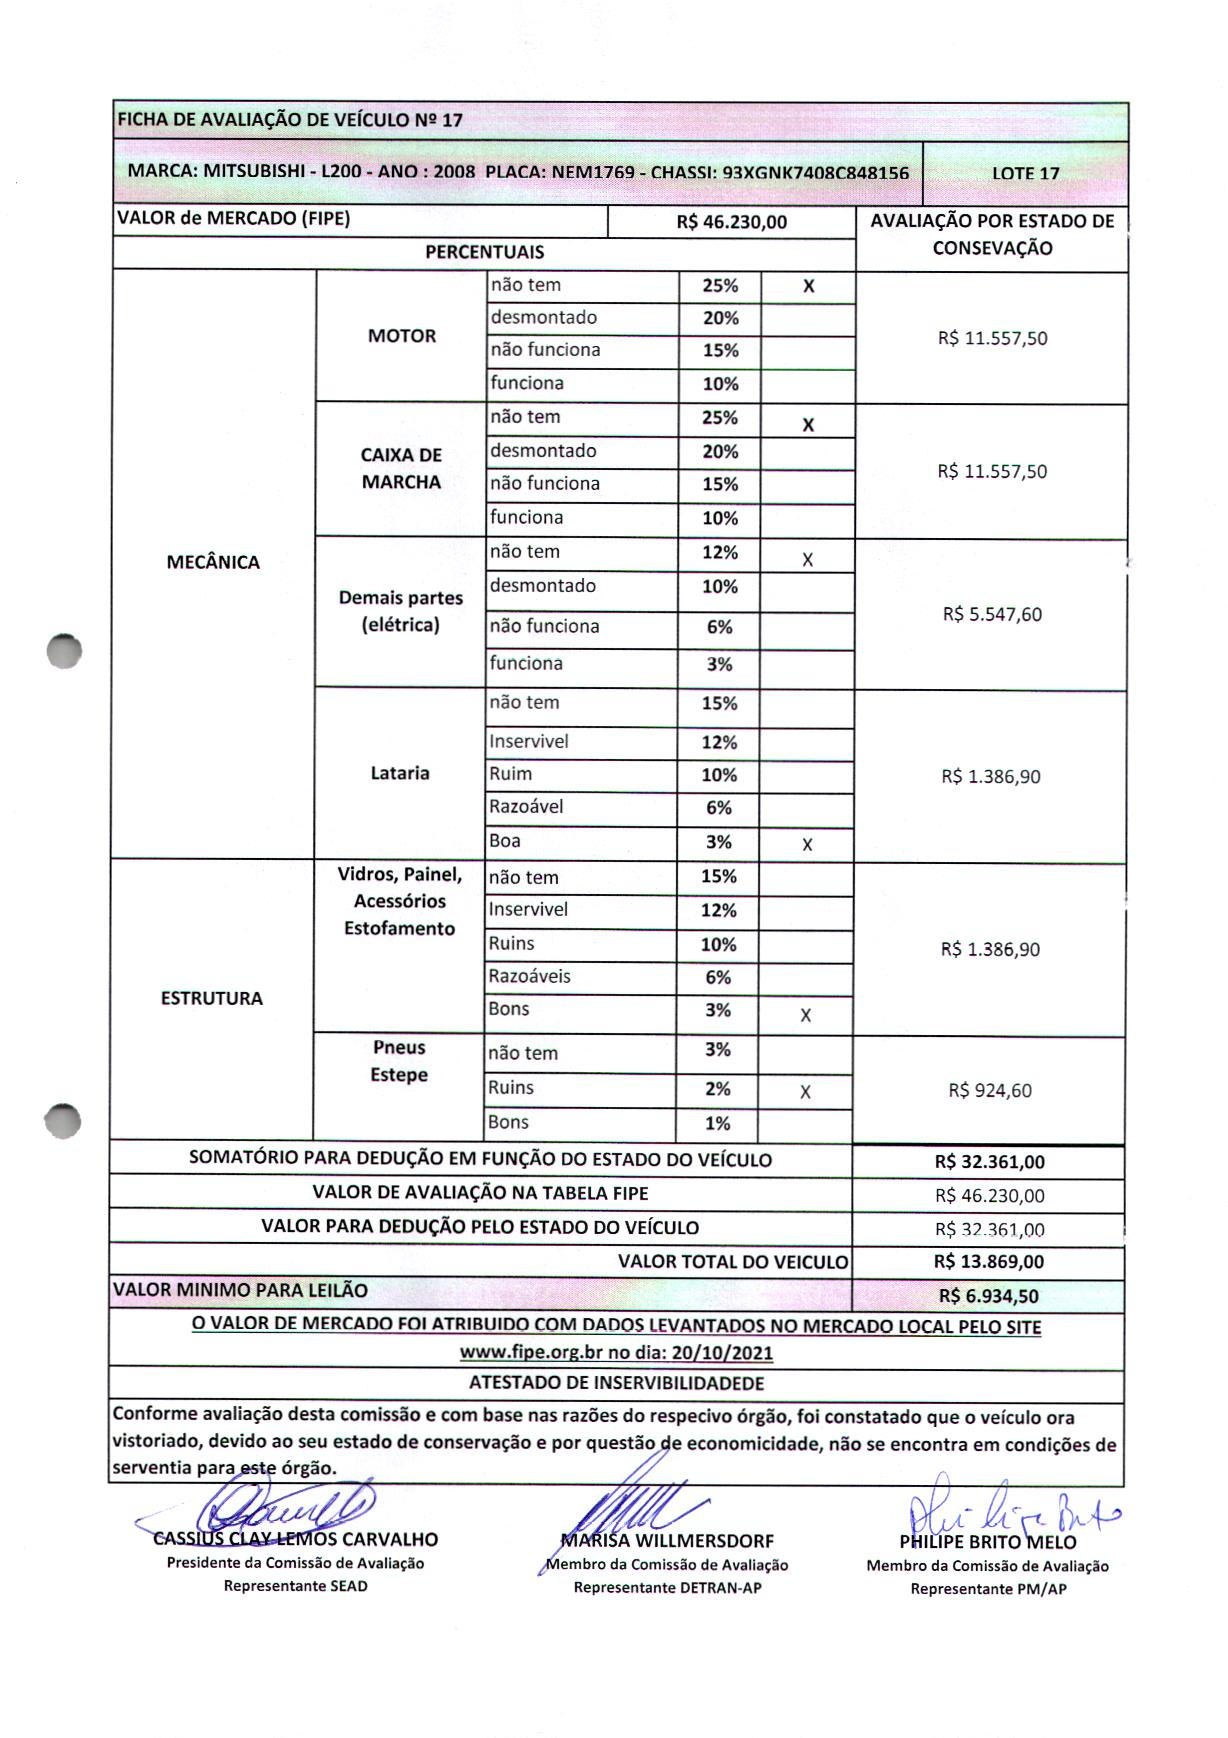 FICHA DE AVALIAÇÃO DE VEÍCULO Nº 17
MARCA: MITSUBISHI - L200 - ANO : 2008 PLACA: NEM1769 - CHASSI: 93XGNK7408C848156
LOTE 17
VALOR de MERCADO (FIPE)
R$ 46.230,00
AVALIAÇÃO POR ESTADO DE
CONSEVAÇÃO
PERCENTUAIS
MECÂNICA
MOTOR
não tem 25% X
desmontado 20%
não funciona 15%
funciona 10%
R$ 11.557,50
CAIXA DE
MARCHA
não tem 25% X
desmontado 20%
não funciona 15%
funciona 10%
R$ 11.557,50
Demais partes
(elétrica)
não tem 12% X
desmontado 10%
não funciona 6%
funciona 3%
R$ 5.547,60
Lataria
não tem 15%
Inservivel 12%
Ruim 10%
Razoável 6%
Boa 3% X
R$ 1.386,90
ESTRUTURA
Vidros, Painel,
Acessórios
Estofamento
não tem 15%
Inservivel 12%
Ruins 10%
Razoáveis 6%
Bons 3% X
R$ 1.386,90
Pneus
Estepe
não tem 3%
Ruins 2% X
Bons 1%
R$ 924,60
SOMATÓRIO PARA DEDUÇÃO EM FUNÇÃO DO ESTADO DO VEÍCULO R$ 32.361,00
VALOR DE AVALIAÇÃO NA TABELA FIPE R$ 46.230,00
VALOR PARA DEDUÇÃO PELO ESTADO DO VEÍCULO R$ 32.361,00
VALOR TOTAL DO VEICULO R$ 13.869,00
VALOR MINIMO PARA LEILÃO R$ 6.934,50
O VALOR DE MERCADO FOI ATRIBUIDO COM DADOS LEVANTADOS NO MERCADO LOCAL PELO SITE
www.fipe.org.br no dia: 20/10/2021
ATESTADO DE INSERVIBILIDADEDE
Conforme avaliação desta comissão e com base nas razões do respecivo órgão, foi constatado que o veículo ora
vistoriado, devido ao seu estado de conservação e por questão de economicidade, não se encontra em condições de
serventia para este órgão.
Philipe Brito
CASSIUS CLAY LEMOS CARVALHO
Presidente da Comissão de Avaliação
Representante SEAD
MARISA WILLMERSDORF
Membro da Comissão de Avaliação
Representante DETRAN-AP
PHILIPE BRITO MELO
Membro da Comissão de Avaliação
Representante PM/AP